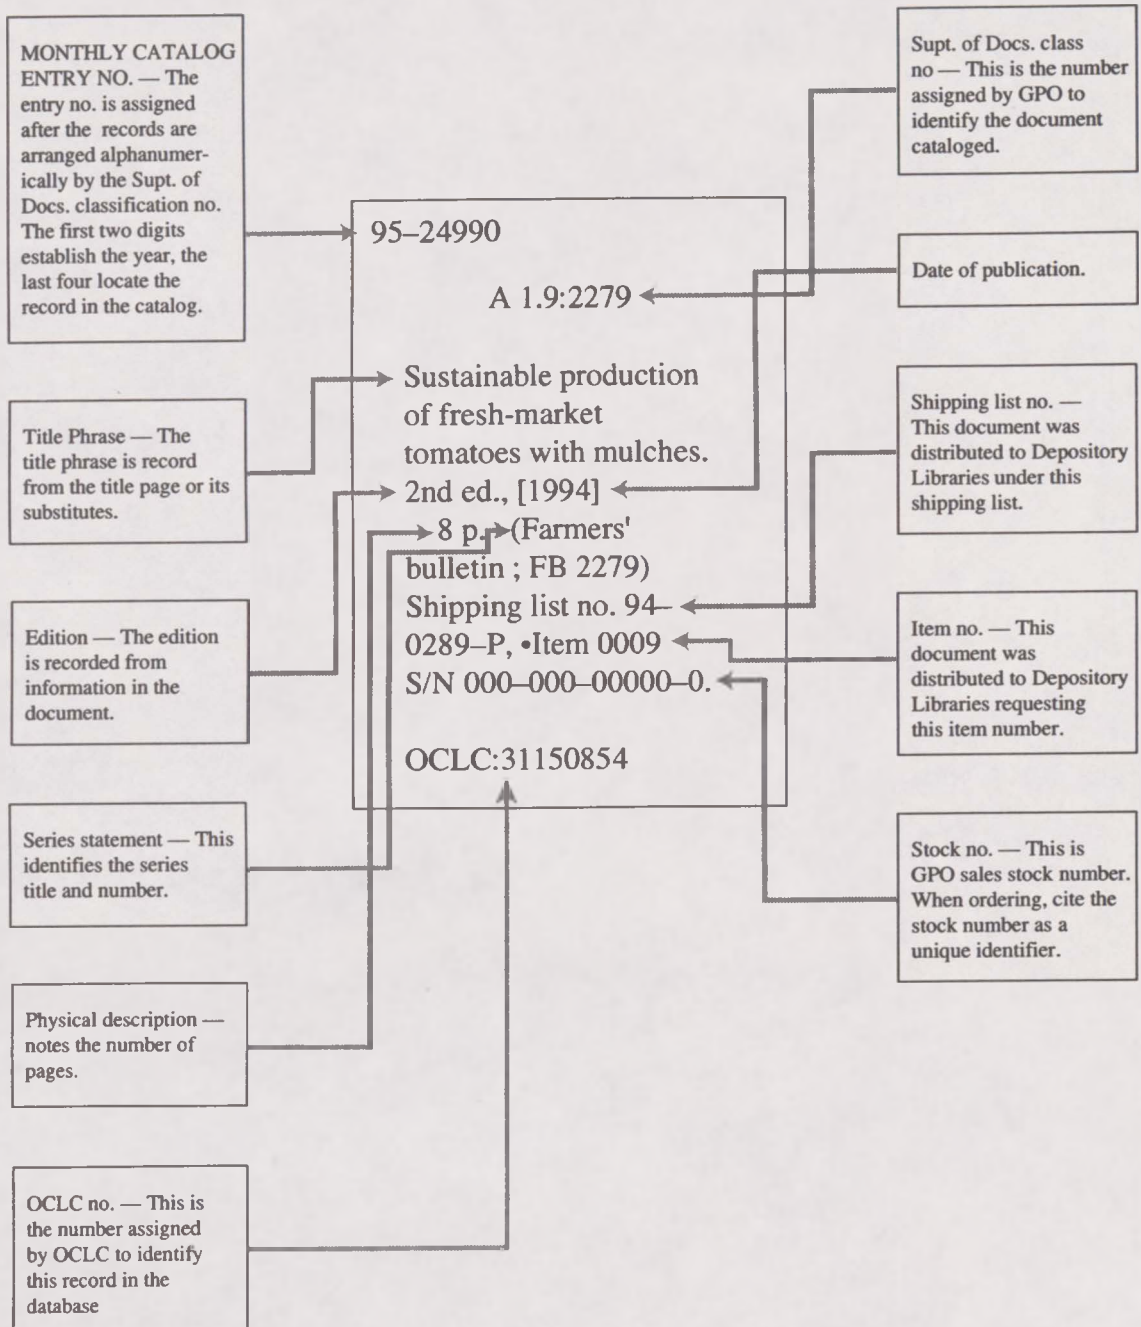 MONTHLY CATALOG
ENTRY NO. — The
entry no. is assigned
after the records are
arranged alphanumer-
ically by the Supt. of
Docs. classification no.
The first two digits
establish the year, the
last four locate the
record in the catalog.
Title Phrase — The
title phrase is record
from the title page or its
substitutes.
Edition — The edition
is recorded from
information in the
document.
Series statement — This
identifies the series
title and number.
Physical description —
notes the number of
pages.
OCLC no. — This is
the number assigned
by OCLC to identify
this record in the
database
95–24990
A 1.9:2279
Sustainable production
of fresh-market
tomatoes with mulches.
2nd ed., [1994]
8 p. (Farmers'
bulletin ; FB 2279)
Shipping list no. 94–
0289–P, •Item 0009
S/N 000–000–00000–0.
OCLC:31150854
Supt. of Docs. class
no — This is the number
assigned by GPO to
identify the document
cataloged.
Date of publication.
Shipping list no. —
This document was
distributed to Depository
Libraries under this
shipping list.
Item no. — This
document was
distributed to Depository
Libraries requesting
this item number.
Stock no. — This is
GPO sales stock number.
When ordering, cite the
stock number as a
unique identifier.